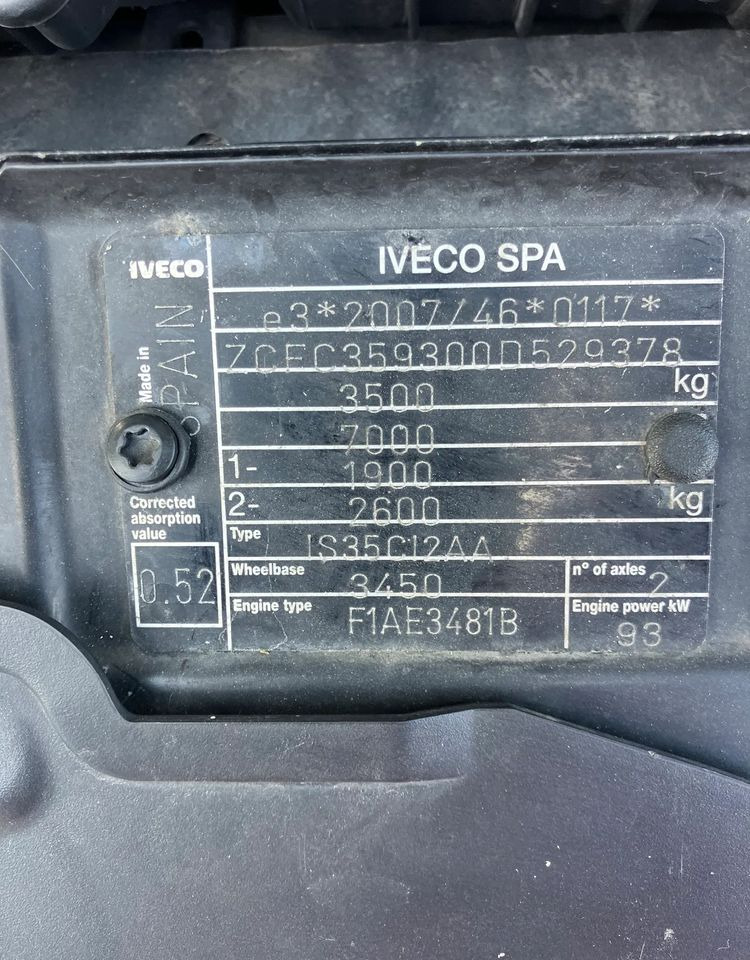 IVECO
IVECO SPA
Made in
SPAIN
e3*2007/46*0117*
ZCFC359300D529378
3500 kg
7000
1- 1900
2- 2600 kg
Corrected
absorption
value
0.52
Type IS35CI2AA
Wheelbase 3450
nº of axles 2
Engine type F1AE3481B
Engine power kW
93